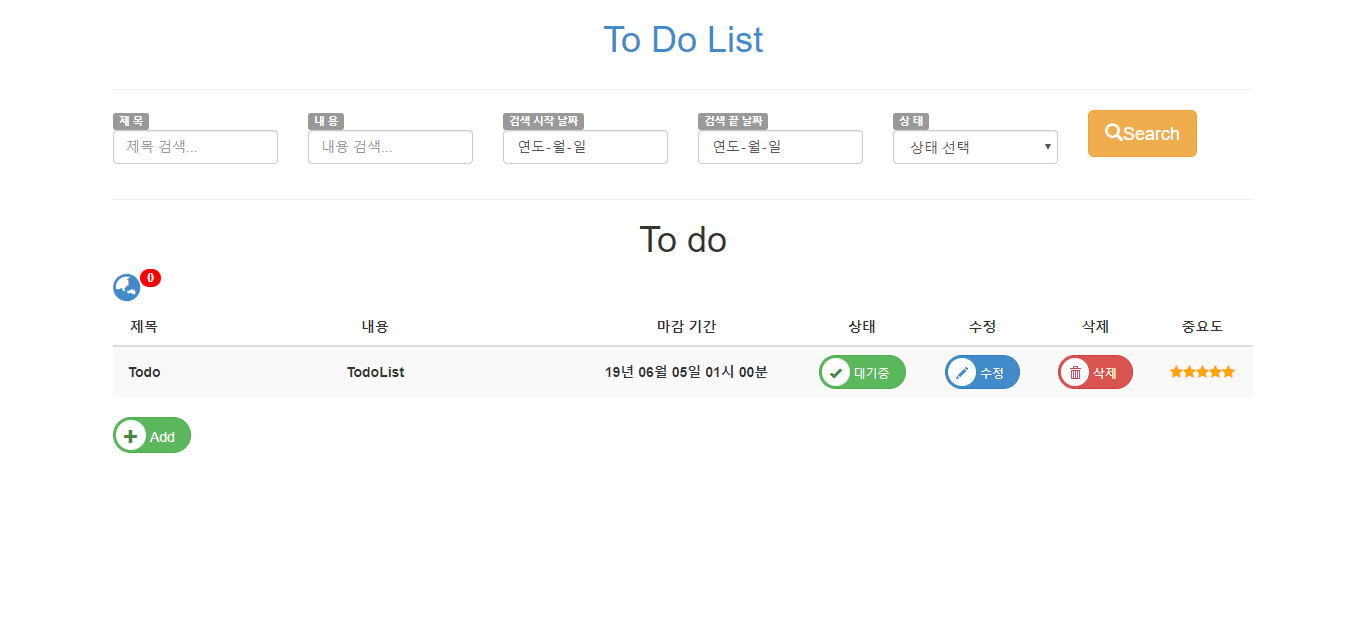 To Do List
제 목 내 용 검색 시작 날짜 검색 끝 날짜 상 태
제목 검색... 내용 검색... 연도-월-일 연도-월-일 상태 선택 Search
To do
0
제목 내용 마감 기간 상태 수정 삭제 중요도
Todo TodoList 19년 06월 05일 01시 00분 대기중 수정 삭제
Add